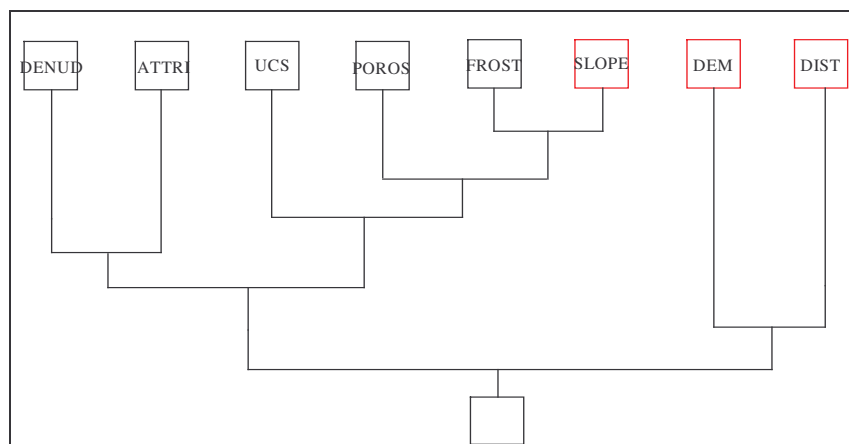 DENUD
ATTRI
UCS
POROS
FROST
SLOPE
DEM
DIST